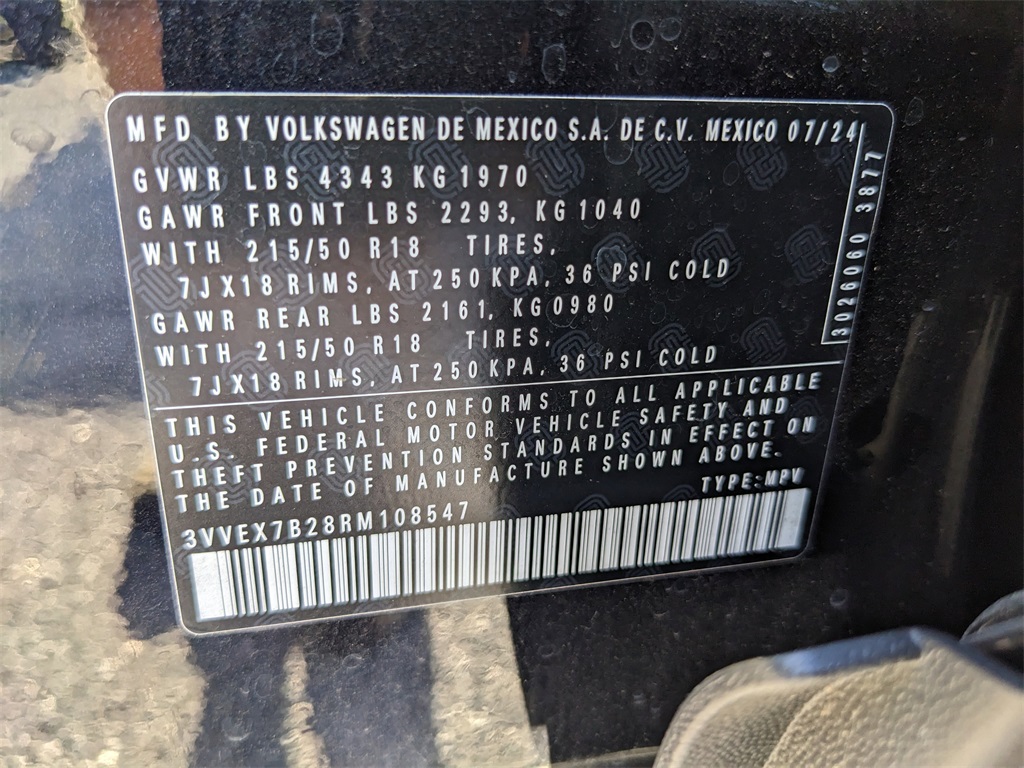 MFD BY VOLKSWAGEN DE MEXICO S.A. DE C.V. MEXICO 07/24
GVWR LBS 4343 KG 1970
GAWR FRONT LBS 2293, KG 1040
WITH 215/50 R18 TIRES,
7JX18 RIMS, AT 250 KPA, 36 PSI COLD
GAWR REAR LBS 2161, KG 0980
WITH 215/50 R18 TIRES,
7JX18 RIMS, AT 250 KPA, 36 PSI COLD
3026060 3877
THIS VEHICLE CONFORMS TO ALL APPLICABLE
U.S. FEDERAL MOTOR VEHICLE SAFETY AND
THEFT PREVENTION STANDARDS IN EFFECT ON
THE DATE OF MANUFACTURE SHOWN ABOVE.
TYPE:MPV
3VVEX7B28RM108547